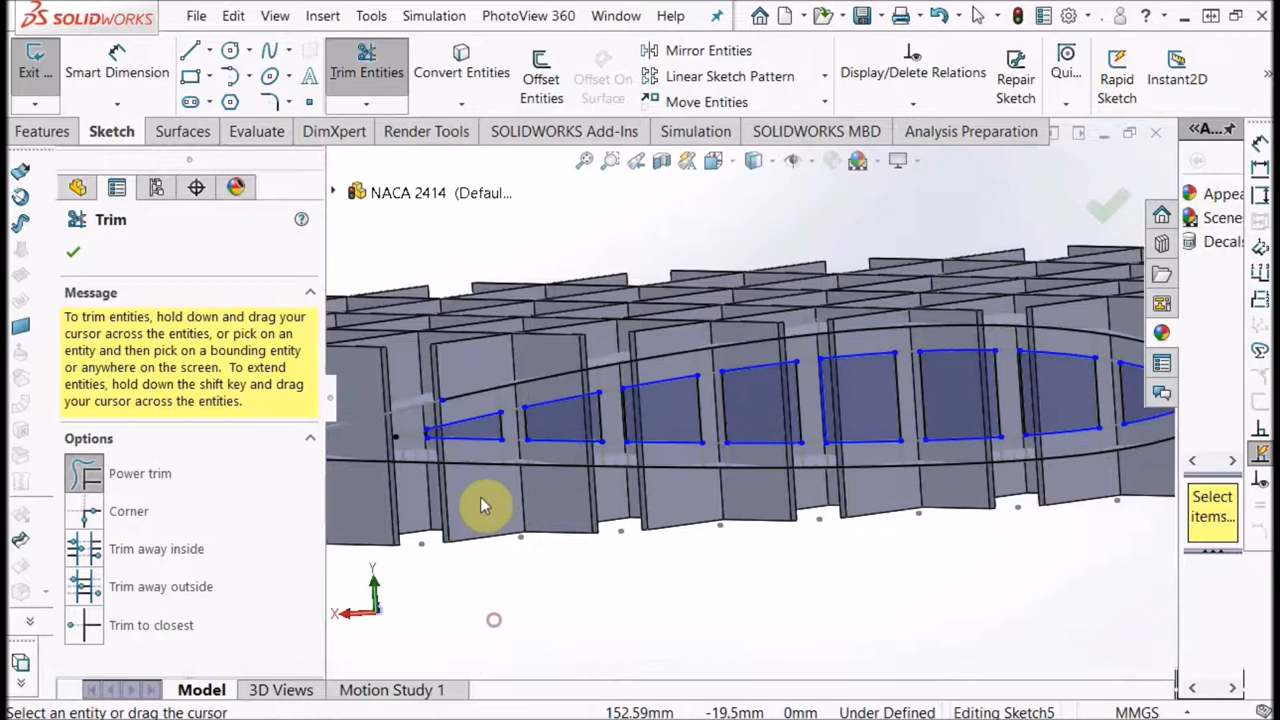 SOLIDWORKS
File Edit View Insert Tools Simulation PhotoView 360 Window Help
Exit ...
Smart Dimension
Trim Entities
Convert Entities
Offset Entities
Offset On Surface
Mirror Entities
Linear Sketch Pattern
Move Entities
Display/Delete Relations
Repair Sketch
Qui...
Rapid Sketch
Instant2D
Features Sketch Surfaces Evaluate DimXpert Render Tools SOLIDWORKS Add-Ins Simulation SOLIDWORKS MBD Analysis Preparation
«A...
NACA 2414 (Defaul...
Trim
Message
To trim entities, hold down and drag your
cursor across the entities, or pick on an
entity and then pick on a bounding entity
or anywhere on the screen. To extend
entities, hold down the shift key and drag
your cursor across the entities.
Options
Power trim
Corner
Trim away inside
Trim away outside
Trim to closest
Y
X
Appea
Scene
Decals
Select
items...
Model 3D Views Motion Study 1
Select an entity or drag the cursor 152.59mm -19.5mm 0mm Under Defined Editing Sketch5 MMGS